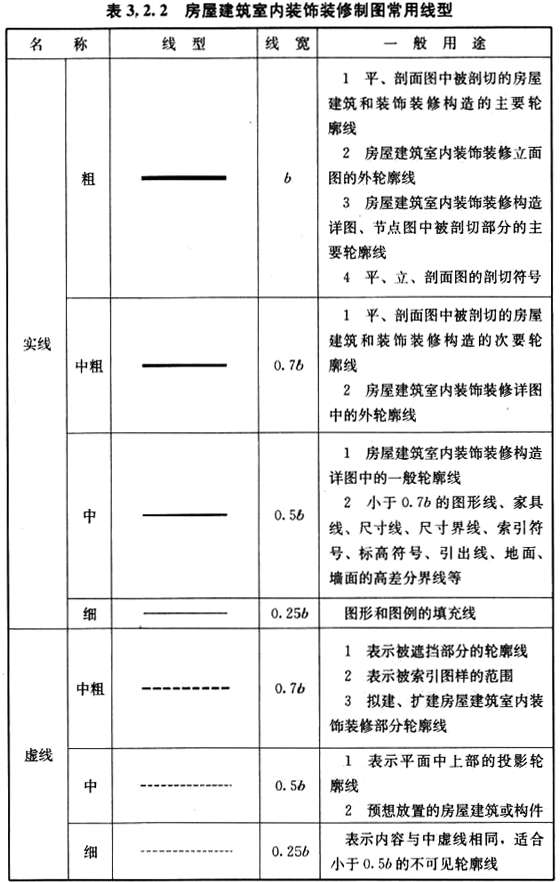 表 3.2.2 房屋建筑室内装饰装修制图常用线型
名 称 线 型 线 宽 一 般 用 途
实线
粗
b
1 平、剖面图中被剖切的房屋
建筑和装饰装修构造的主要轮
廓线
2 房屋建筑室内装饰装修立面
图的外轮廓线
3 房屋建筑室内装饰装修构造
详图、节点图中被剖切部分的主
要轮廓线
4 平、立、剖面图的剖切符号
中粗
0.7b
1 平、剖面图中被剖切的房屋
建筑和装饰装修构造的次要轮
廓线
2 房屋建筑室内装饰装修详图
中的外轮廓线
中
0.5b
1 房屋建筑室内装饰装修构造
详图中的一般轮廓线
2 小于 0.7b 的图形线、家具
线、尺寸线、尺寸界线、索引符
号、标高符号、引出线、地面、
墙面的高差分界线等
细
0.25b
图形和图例的填充线
虚线
中粗
0.7b
1 表示被遮挡部分的轮廓线
2 表示被索引图样的范围
3 拟建、扩建房屋建筑室内装
饰装修部分轮廓线
中
0.5b
1 表示平面中上部的投影轮
廓线
2 预想放置的房屋建筑或构件
细
0.25b
表示内容与中虚线相同，适合
小于 0.5b 的不可见轮廓线